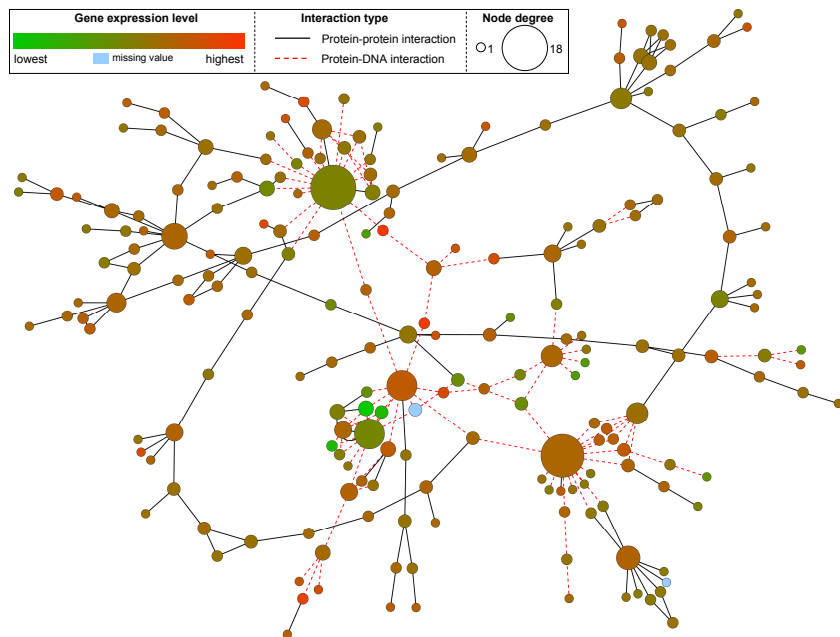 Gene expression level
lowest
missing value
highest
Interaction type
Protein-protein interaction
Protein-DNA interaction
Node degree
1
18